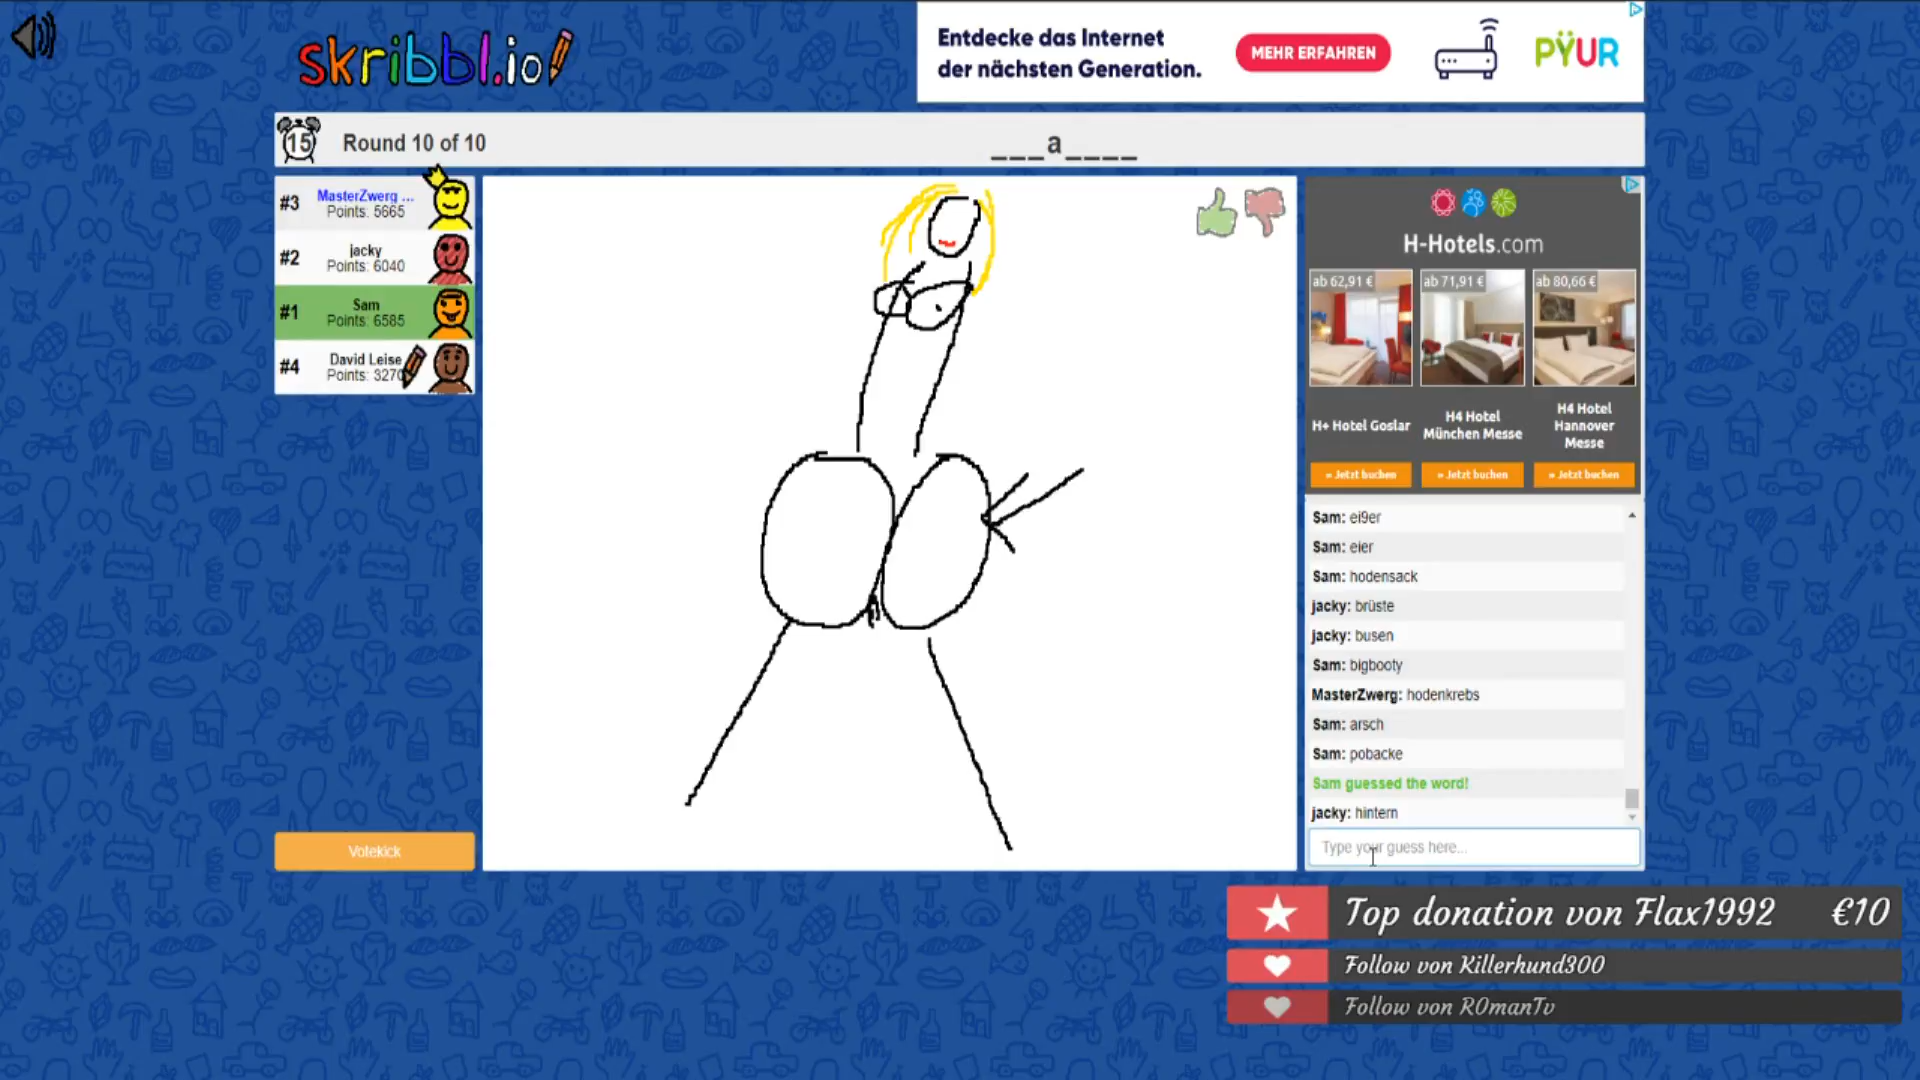 skribbl.io
Entdecke das Internet
der nächsten Generation.
MEHR ERFAHREN
PŸUR
15
Round 10 of 10
___a____
#3
MasterZwerg ...
Points: 5665
#2
jacky
Points: 6040
#1
Sam
Points: 6585
#4
David Leise
Points: 3270
Votekick
H-Hotels.com
ab 62,91 €
ab 71,91 €
ab 80,66 €
H+ Hotel Goslar
H4 Hotel
München Messe
H4 Hotel
Hannover
Messe
» Jetzt buchen
» Jetzt buchen
» Jetzt buchen
Sam: ei9er
Sam: eier
Sam: hodensack
jacky: brüste
jacky: busen
Sam: bigbooty
MasterZwerg: hodenkrebs
Sam: arsch
Sam: pobacke
Sam guessed the word!
jacky: hintern
Type your guess here...
Top donation von Flax1992 €10
Follow von Killerhund300
Follow von R0manTv